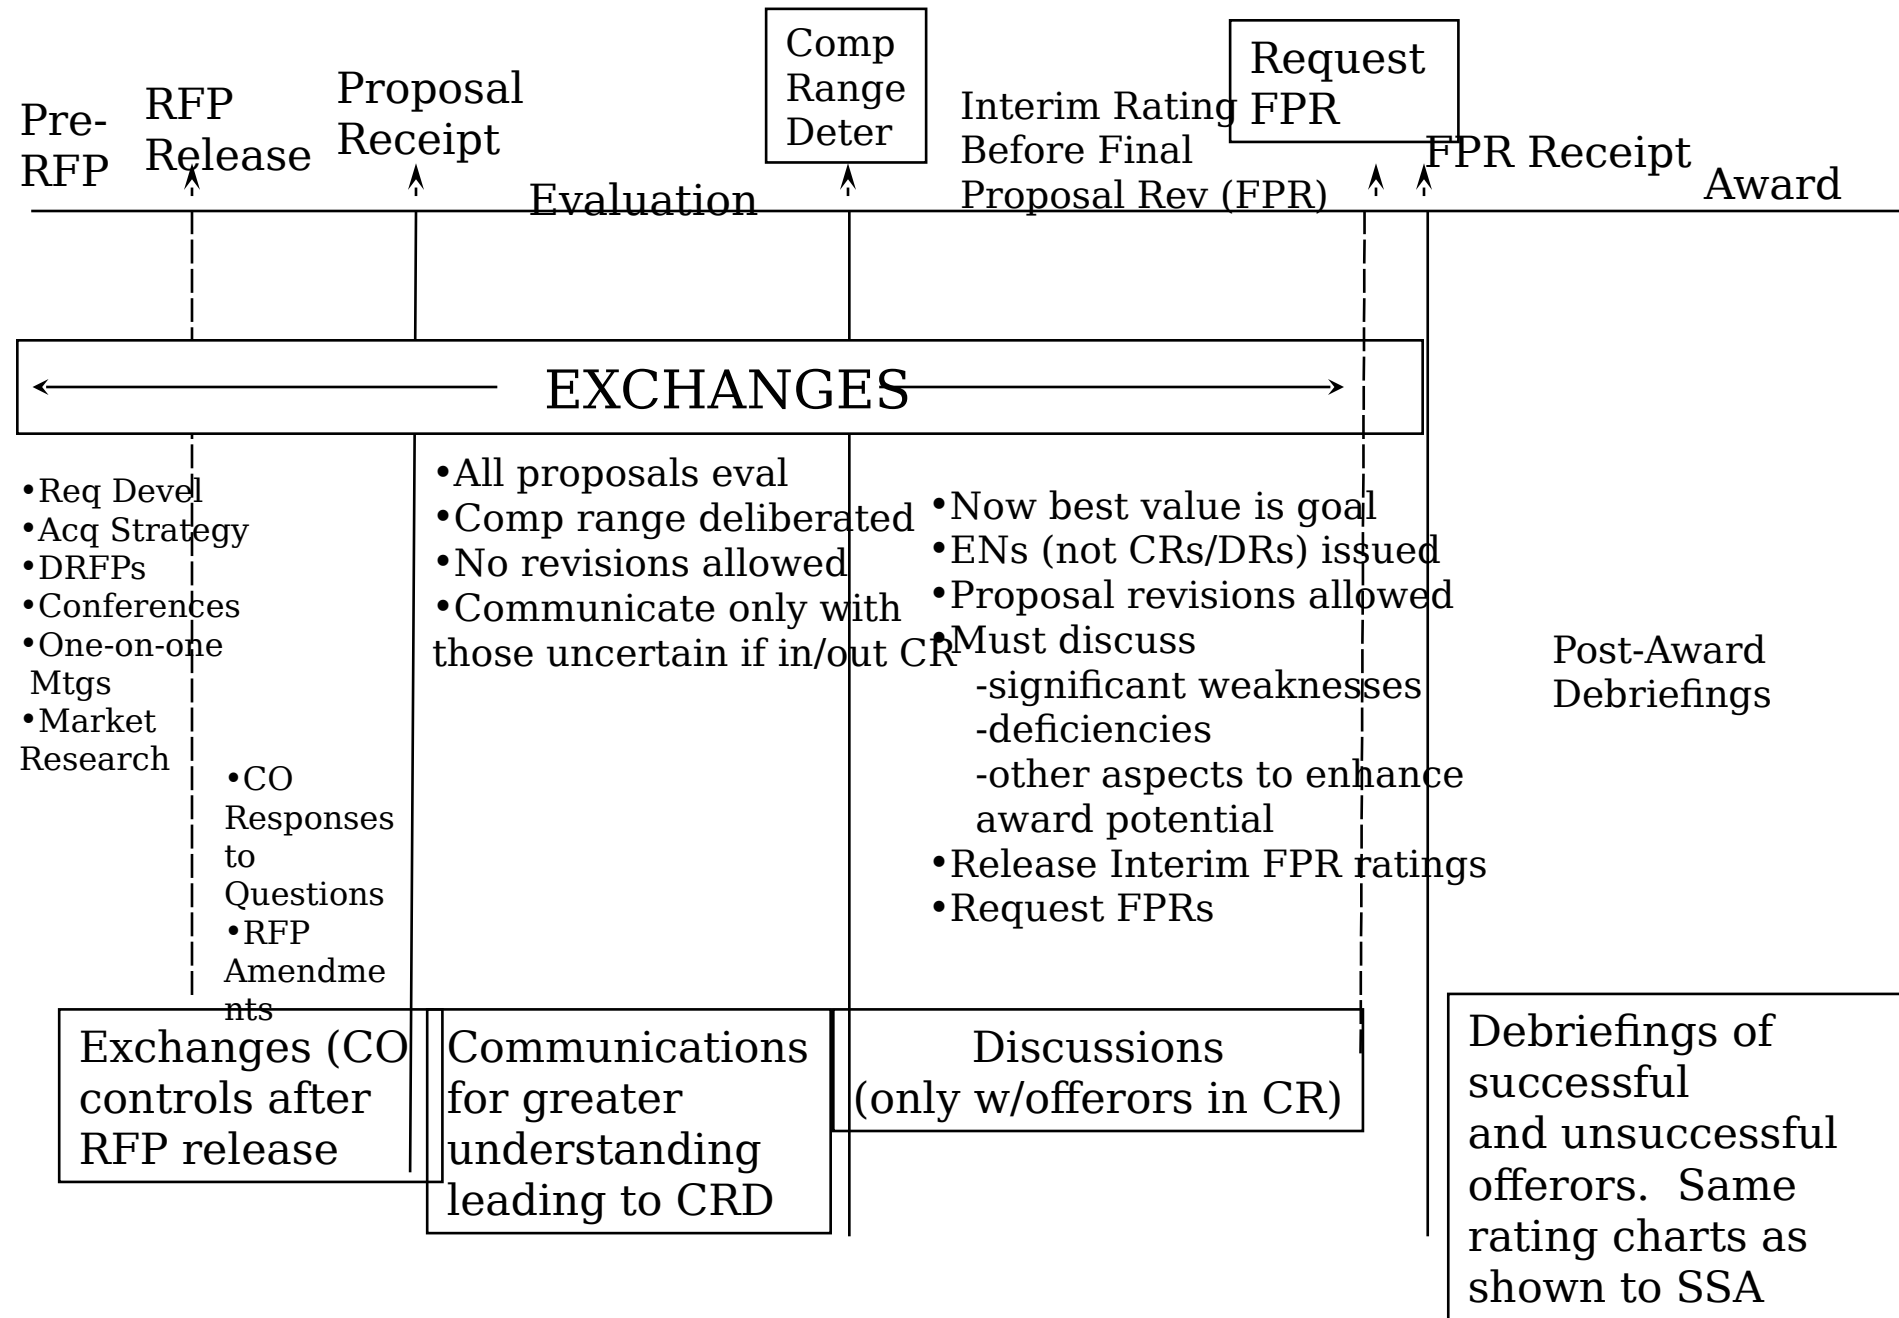 Pre-
RFP
RFP
Release
Proposal
Receipt
Evaluation
Comp
Range
Deter
Interim Rating
Before Final
Proposal Rev (FPR)
Request
FPR
FPR Receipt
Award
EXCHANGES
•Req Devel
•Acq Strategy
•DRFPs
•Conferences
•One-on-one
Mtgs
•Market
Research
•CO
Responses
to
Questions
•RFP
Amendme
nts
•All proposals eval
•Comp range deliberated
•No revisions allowed
•Communicate only with
those uncertain if in/out CR
•Now best value is goal
•ENs (not CRs/DRs) issued
•Proposal revisions allowed
•Must discuss
-significant weaknesses
-deficiencies
-other aspects to enhance
award potential
•Release Interim FPR ratings
•Request FPRs
Post-Award
Debriefings
Exchanges (CO
controls after
RFP release
Communications
for greater
understanding
leading to CRD
Discussions
(only w/offerors in CR)
Debriefings of
successful
and unsuccessful
offerors.  Same
rating charts as
shown to SSA